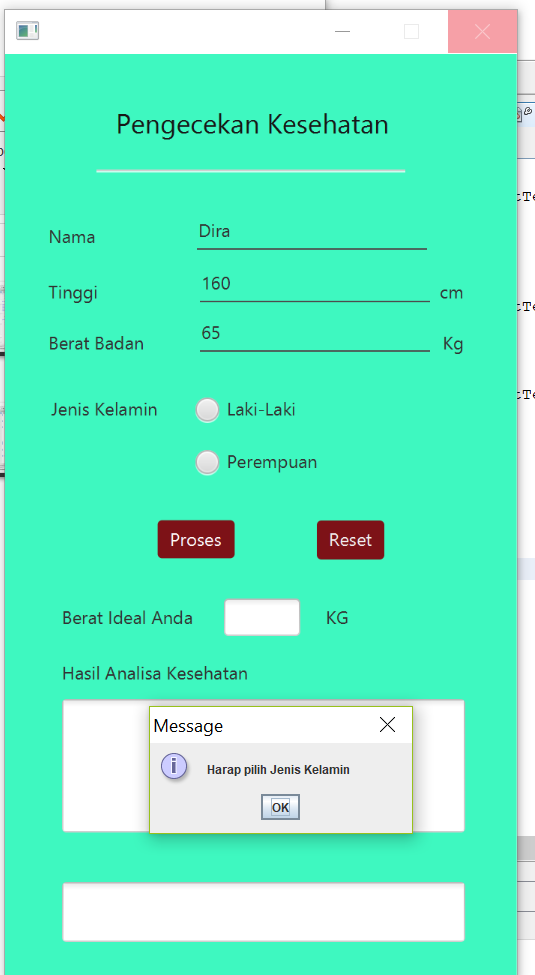 Pengecekan Kesehatan
Nama Dira
Tinggi 160 cm
Berat Badan 65 Kg
Jenis Kelamin Laki-Laki
Perempuan
Proses Reset
Berat Ideal Anda KG
Hasil Analisa Kesehatan
Message
Harap pilih Jenis Kelamin
OK